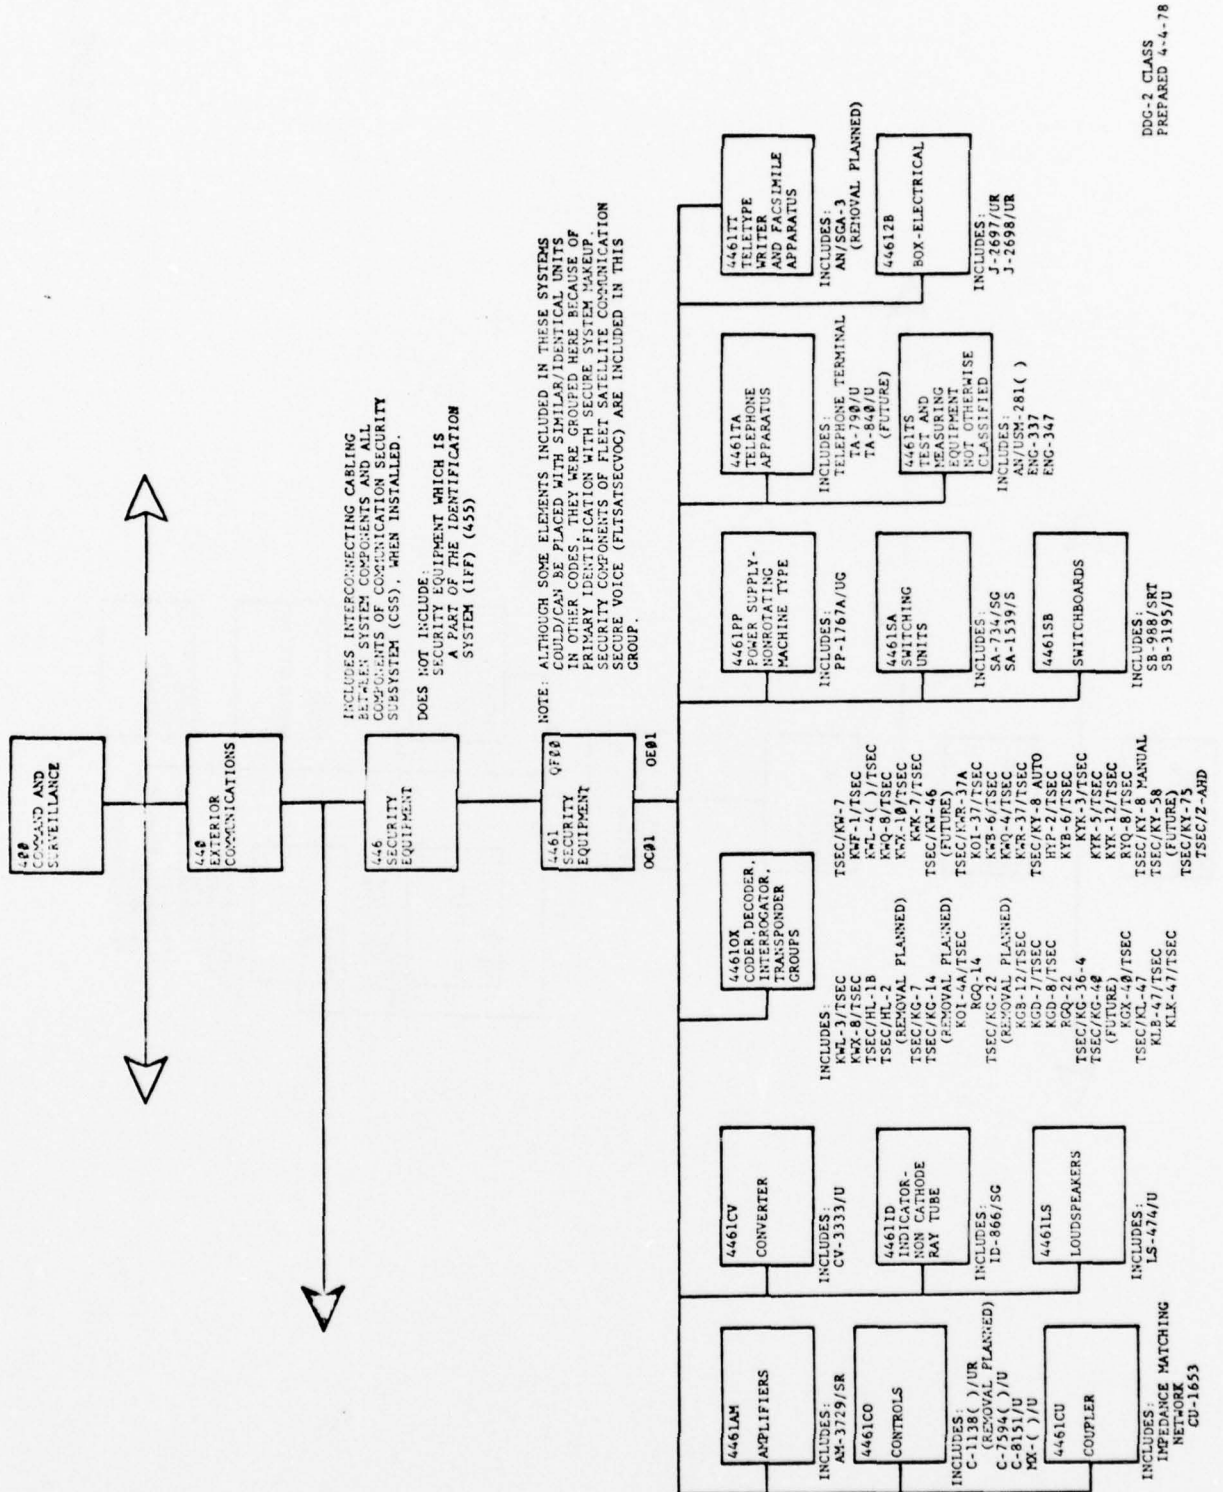 400
COMMAND AND
SURVEILLANCE
440
EXTERIOR
COMMUNICATIONS
446
SECURITY
EQUIPMENT
INCLUDES INTERCONNECTING CABLING
BETWEEN SYSTEM COMPONENTS AND ALL
COMPONENTS OF COMMUNICATION SECURITY
SUBSYSTEM (CSS), WHEN INSTALLED.
DOES NOT INCLUDE:
SECURITY EQUIPMENT WHICH IS
A PART OF THE IDENTIFICATION
SYSTEM (IFF) (455)
4461 QF00
SECURITY
EQUIPMENT
OC01 OE01
NOTE: ALTHOUGH SOME ELEMENTS INCLUDED IN THESE SYSTEMS
COULD/CAN BE PLACED WITH SIMILAR/IDENTICAL UNITS
IN OTHER CODES, THEY WERE GROUPED HERE BECAUSE OF
PRIMARY IDENTIFICATION WITH SECURE SYSTEM MAKEUP.
SECURITY COMPONENTS OF FLEET SATELLITE COMMUNICATION
SECURE VOICE (FLTSATSECVOC) ARE INCLUDED IN THIS
GROUP.
4461AM
AMPLIFIERS
INCLUDES:
AM-3729/SR
4461CO
CONTROLS
INCLUDES:
C-1138( )/UR
(REMOVAL PLANNED)
C-7594( )/U
C-8151/U
MX-( )/U
4461CU
COUPLER
INCLUDES:
IMPEDANCE MATCHING
NETWORK
CU-1653
4461CV
CONVERTER
INCLUDES:
CV-3333/U
4461ID
INDICATOR-
NON CATHODE
RAY TUBE
INCLUDES:
ID-866/SG
4461LS
LOUDSPEAKERS
INCLUDES:
LS-474/U
4461OX
CODER,DECODER,
INTERROGATOR,
TRANSPONDER
GROUPS
INCLUDES:
KWL-3/TSEC
KWX-8/TSEC
TSEC/HL-1B
TSEC/HL-2
(REMOVAL PLANNED)
TSEC/KG-7
TSEC/KG-14
(REMOVAL PLANNED)
KOI-4A/TSEC
RGQ-14
TSEC/KG-22
(REMOVAL PLANNED)
KGB-12/TSEC
KGD-7/TSEC
KGD-8/TSEC
RGQ-22
TSEC/KG-36-4
TSEC/KG-40
(FUTURE)
KGX-40/TSEC
TSEC/KL-47
KLB-47/TSEC
KLK-47/TSEC
TSEC/KW-7
KWF-1/TSEC
KWL-4( )/TSEC
KWQ-8/TSEC
KWX-10/TSEC
KWK-7/TSEC
TSEC/KW-46
(FUTURE)
TSEC/KWR-37A
KOI-37/TSEC
KWB-6/TSEC
KWQ-4/TSEC
KWR-37/TSEC
TSEC/KY-8 AUTO
HYP-2/TSEC
KYB-6/TSEC
KYK-3/TSEC
KYK-5/TSEC
KYK-12/TSEC
RYQ-8/TSEC
TSEC/KY-8 MANUAL
TSEC/KY-58
(FUTURE)
TSEC/KY-75
TSEC/Z-AHD
4461PP
POWER SUPPLY-
NONROTATING
MACHINE TYPE
INCLUDES:
PP-1767A/UG
4461SA
SWITCHING
UNITS
INCLUDES:
SA-734/SG
SA-1539/S
4461SB
SWITCHBOARDS
INCLUDES:
SB-988/SRT
SB-3195/U
4461TA
TELEPHONE
APPARATUS
INCLUDES:
TELEPHONE TERMINAL
TA-790/U
TA-840/U
(FUTURE)
4461TS
TEST AND
MEASURING
EQUIPMENT
NOT OTHERWISE
CLASSIFIED
INCLUDES:
AN/USM-281( )
ENG-337
ENG-347
4461TT
TELETYPE
WRITER
AND FACSIMILE
APPARATUS
INCLUDES:
AN/SGA-3
(REMOVAL PLANNED)
44612B
BOX-ELECTRICAL
INCLUDES:
J-2697/UR
J-2698/UR
DDG-2 CLASS
PREPARED 4-4-78